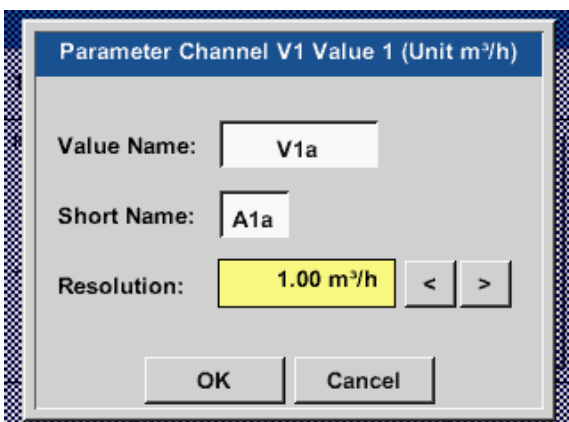 Parameter Channel V1 Value 1 (Unit m³/h)
Value Name: V1a
Short Name: A1a
Resolution: 1.00 m³/h < >
OK Cancel